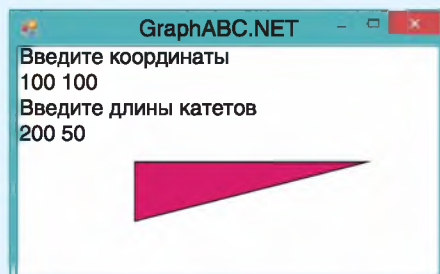 GraphABC.NET
Введите координаты
100 100
Введите длины катетов
200 50